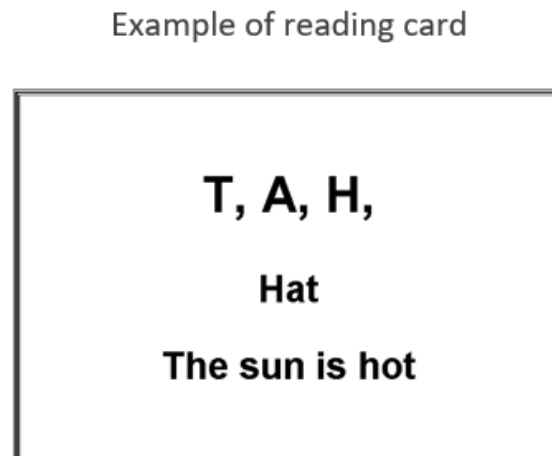 Example of reading card
T, A, H,
Hat
The sun is hot